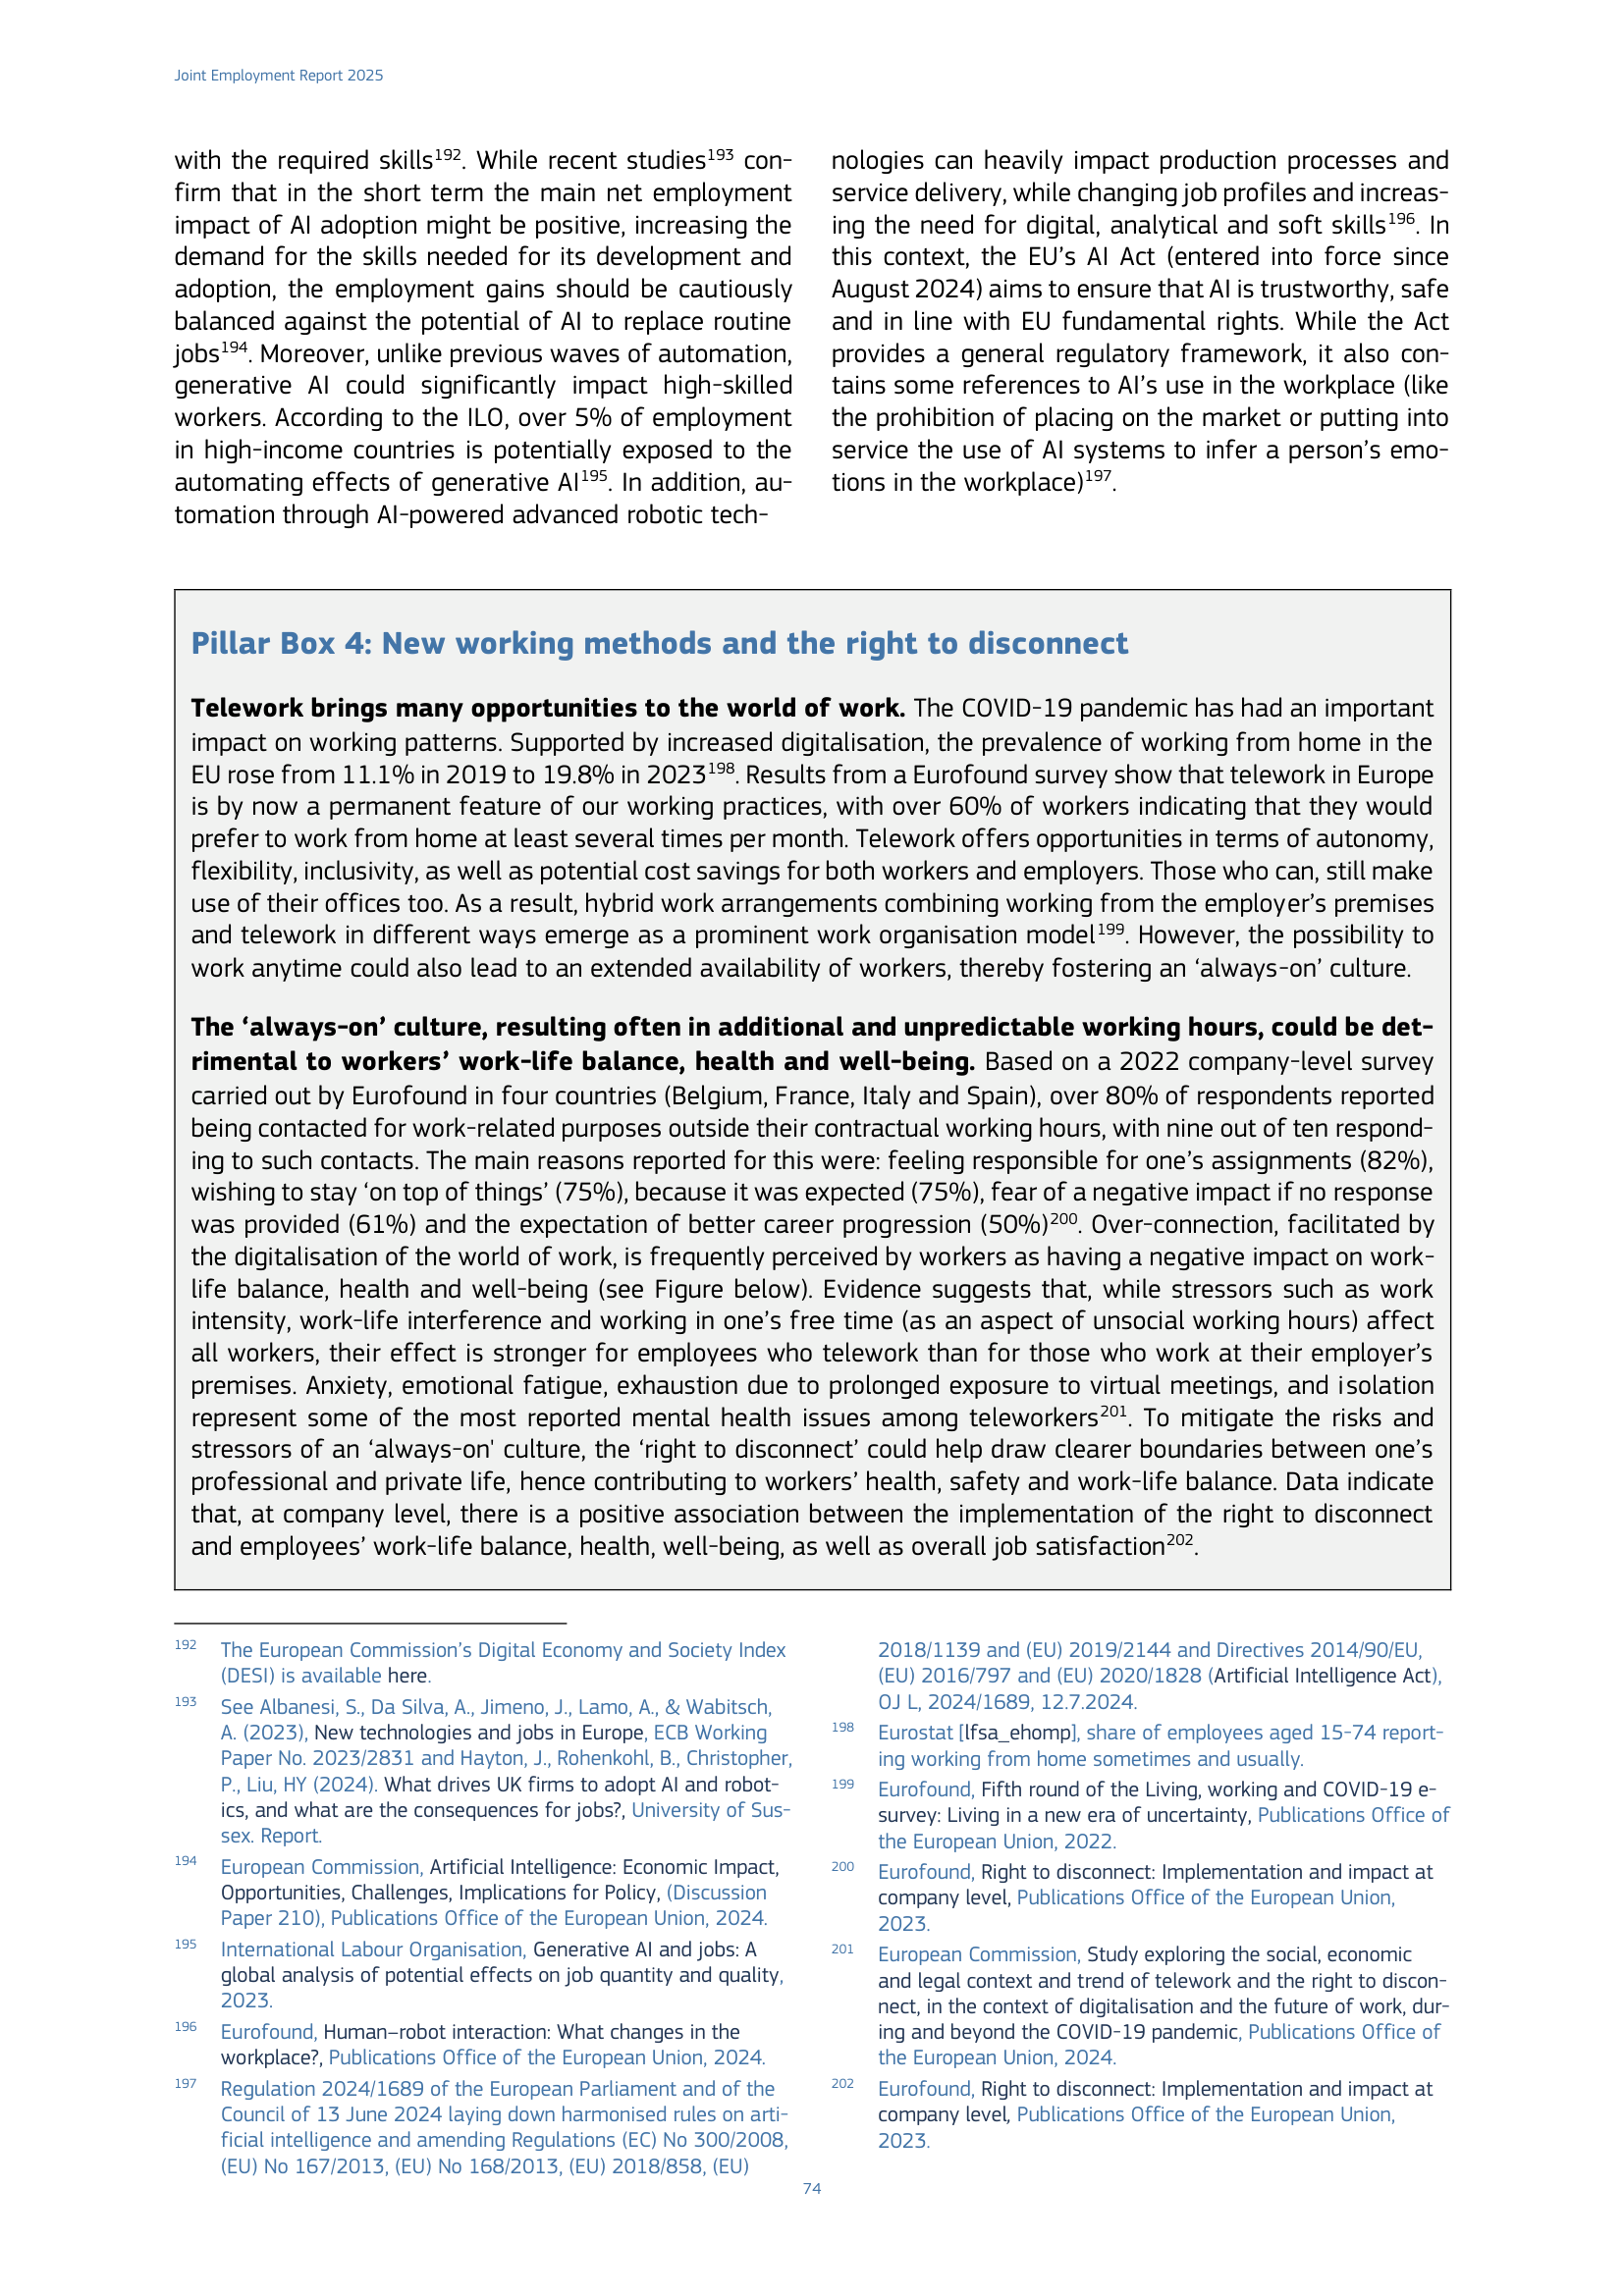 Joint Employment Report 2025
with the required skills192. While recent studies193 con-
firm that in the short term the main net employment
impact of AI adoption might be positive, increasing the
demand for the skills needed for its development and
adoption, the employment gains should be cautiously
balanced against the potential of AI to replace routine
jobs194. Moreover, unlike previous waves of automation,
generative AI could significantly impact high-skilled
workers. According to the ILO, over 5% of employment
in high-income countries is potentially exposed to the
automating effects of generative AI195. In addition, au-
tomation through AI-powered advanced robotic tech-
nologies can heavily impact production processes and
service delivery, while changing job profiles and increas-
ing the need for digital, analytical and soft skills196. In
this context, the EU's AI Act (entered into force since
August 2024) aims to ensure that AI is trustworthy, safe
and in line with EU fundamental rights. While the Act
provides a general regulatory framework, it also con-
tains some references to AI's use in the workplace (like
the prohibition of placing on the market or putting into
service the use of AI systems to infer a person's emo-
tions in the workplace)197.
Pillar Box 4: New working methods and the right to disconnect
Telework brings many opportunities to the world of work. The COVID-19 pandemic has had an important
impact on working patterns. Supported by increased digitalisation, the prevalence of working from home in the
EU rose from 11.1% in 2019 to 19.8% in 2023198. Results from a Eurofound survey show that telework in Europe
is by now a permanent feature of our working practices, with over 60% of workers indicating that they would
prefer to work from home at least several times per month. Telework offers opportunities in terms of autonomy,
flexibility, inclusivity, as well as potential cost savings for both workers and employers. Those who can, still make
use of their offices too. As a result, hybrid work arrangements combining working from the employer's premises
and telework in different ways emerge as a prominent work organisation model199. However, the possibility to
work anytime could also lead to an extended availability of workers, thereby fostering an 'always-on' culture.
The 'always-on' culture, resulting often in additional and unpredictable working hours, could be det-
rimental to workers' work-life balance, health and well-being. Based on a 2022 company-level survey
carried out by Eurofound in four countries (Belgium, France, Italy and Spain), over 80% of respondents reported
being contacted for work-related purposes outside their contractual working hours, with nine out of ten respond-
ing to such contacts. The main reasons reported for this were: feeling responsible for one's assignments (82%),
wishing to stay 'on top of things' (75%), because it was expected (75%), fear of a negative impact if no response
was provided (61%) and the expectation of better career progression (50%)200. Over-connection, facilitated by
the digitalisation of the world of work, is frequently perceived by workers as having a negative impact on work-
life balance, health and well-being (see Figure below). Evidence suggests that, while stressors such as work
intensity, work-life interference and working in one's free time (as an aspect of unsocial working hours) affect
all workers, their effect is stronger for employees who telework than for those who work at their employer's
premises. Anxiety, emotional fatigue, exhaustion due to prolonged exposure to virtual meetings, and isolation
represent some of the most reported mental health issues among teleworkers201. To mitigate the risks and
stressors of an 'always-on' culture, the 'right to disconnect' could help draw clearer boundaries between one's
professional and private life, hence contributing to workers' health, safety and work-life balance. Data indicate
that, at company level, there is a positive association between the implementation of the right to disconnect
and employees' work-life balance, health, well-being, as well as overall job satisfaction202.
192 The European Commission's Digital Economy and Society Index
(DESI) is available here.
193 See Albanesi, S., Da Silva, A., Jimeno, J., Lamo, A., & Wabitsch,
A. (2023), New technologies and jobs in Europe, ECB Working
Paper No. 2023/2831 and Hayton, J., Rohenkohl, B., Christopher,
P., Liu, HY (2024). What drives UK firms to adopt AI and robot-
ics, and what are the consequences for jobs?, University of Sus-
sex. Report.
194 European Commission, Artificial Intelligence: Economic Impact,
Opportunities, Challenges, Implications for Policy, (Discussion
Paper 210), Publications Office of the European Union, 2024.
195 International Labour Organisation, Generative AI and jobs: A
global analysis of potential effects on job quantity and quality,
2023.
196 Eurofound, Human–robot interaction: What changes in the
workplace?, Publications Office of the European Union, 2024.
197 Regulation 2024/1689 of the European Parliament and of the
Council of 13 June 2024 laying down harmonised rules on arti-
ficial intelligence and amending Regulations (EC) No 300/2008,
(EU) No 167/2013, (EU) No 168/2013, (EU) 2018/858, (EU)
2018/1139 and (EU) 2019/2144 and Directives 2014/90/EU,
(EU) 2016/797 and (EU) 2020/1828 (Artificial Intelligence Act),
OJ L, 2024/1689, 12.7.2024.
198 Eurostat [lfsa_ehomp], share of employees aged 15-74 report-
ing working from home sometimes and usually.
199 Eurofound, Fifth round of the Living, working and COVID-19 e-
survey: Living in a new era of uncertainty, Publications Office of
the European Union, 2022.
200 Eurofound, Right to disconnect: Implementation and impact at
company level, Publications Office of the European Union,
2023.
201 European Commission, Study exploring the social, economic
and legal context and trend of telework and the right to discon-
nect, in the context of digitalisation and the future of work, dur-
ing and beyond the COVID-19 pandemic, Publications Office of
the European Union, 2024.
202 Eurofound, Right to disconnect: Implementation and impact at
company level, Publications Office of the European Union,
2023.
74